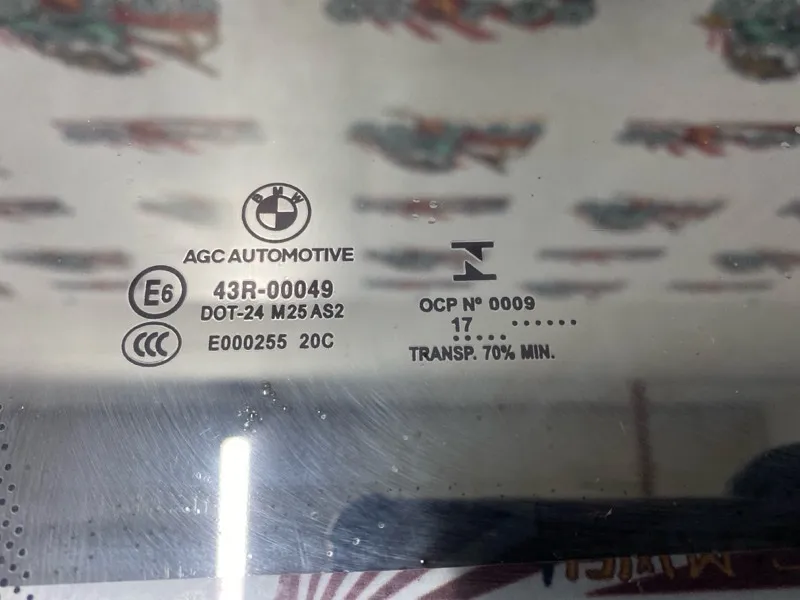 BMW
AGC AUTOMOTIVE
E6
43R-00049
DOT-24 M25 AS2
CCC
E000255 20C
OCP Nº 0009
17 ......
.....
TRANSP. 70% MIN.